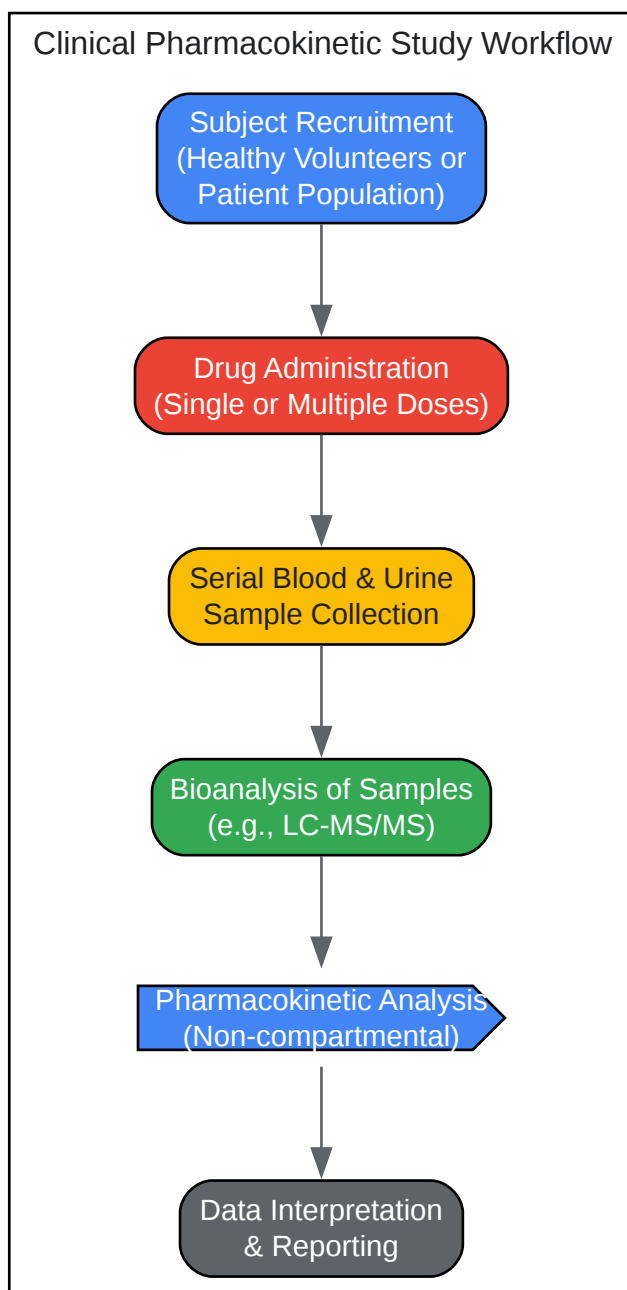 Clinical Pharmacokinetic Study Workflow
Subject Recruitment
(Healthy Volunteers or
Patient Population)
Drug Administration
(Single or Multiple Doses)
Serial Blood & Urine
Sample Collection
Bioanalysis of Samples
(e.g., LC-MS/MS)
Pharmacokinetic Analysis
(Non-compartmental)
Data Interpretation
& Reporting